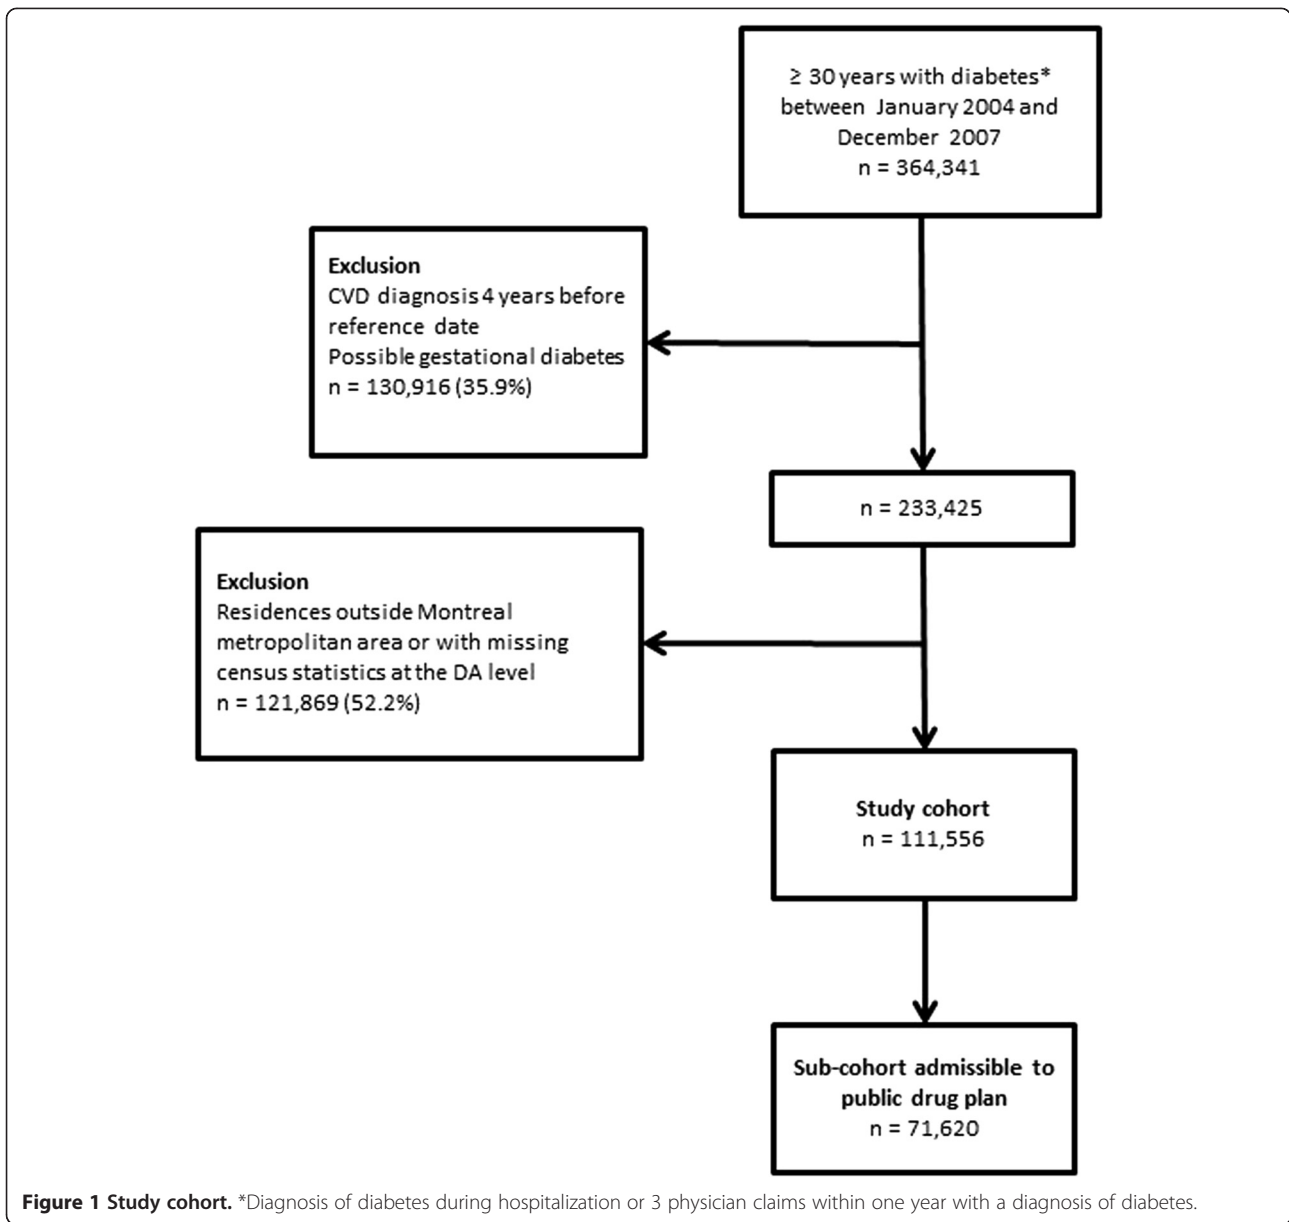 ≥ 30 years with diabetes*
between January 2004 and
December 2007
n = 364,341
Exclusion
CVD diagnosis 4 years before
reference date
Possible gestational diabetes
n = 130,916 (35.9%)
n = 233,425
Exclusion
Residences outside Montreal
metropolitan area or with missing
census statistics at the DA level
n = 121,869 (52.2%)
Study cohort
n = 111,556
Sub-cohort admissible to
public drug plan
n = 71,620
Figure 1 Study cohort. *Diagnosis of diabetes during hospitalization or 3 physician claims within one year with a diagnosis of diabetes.